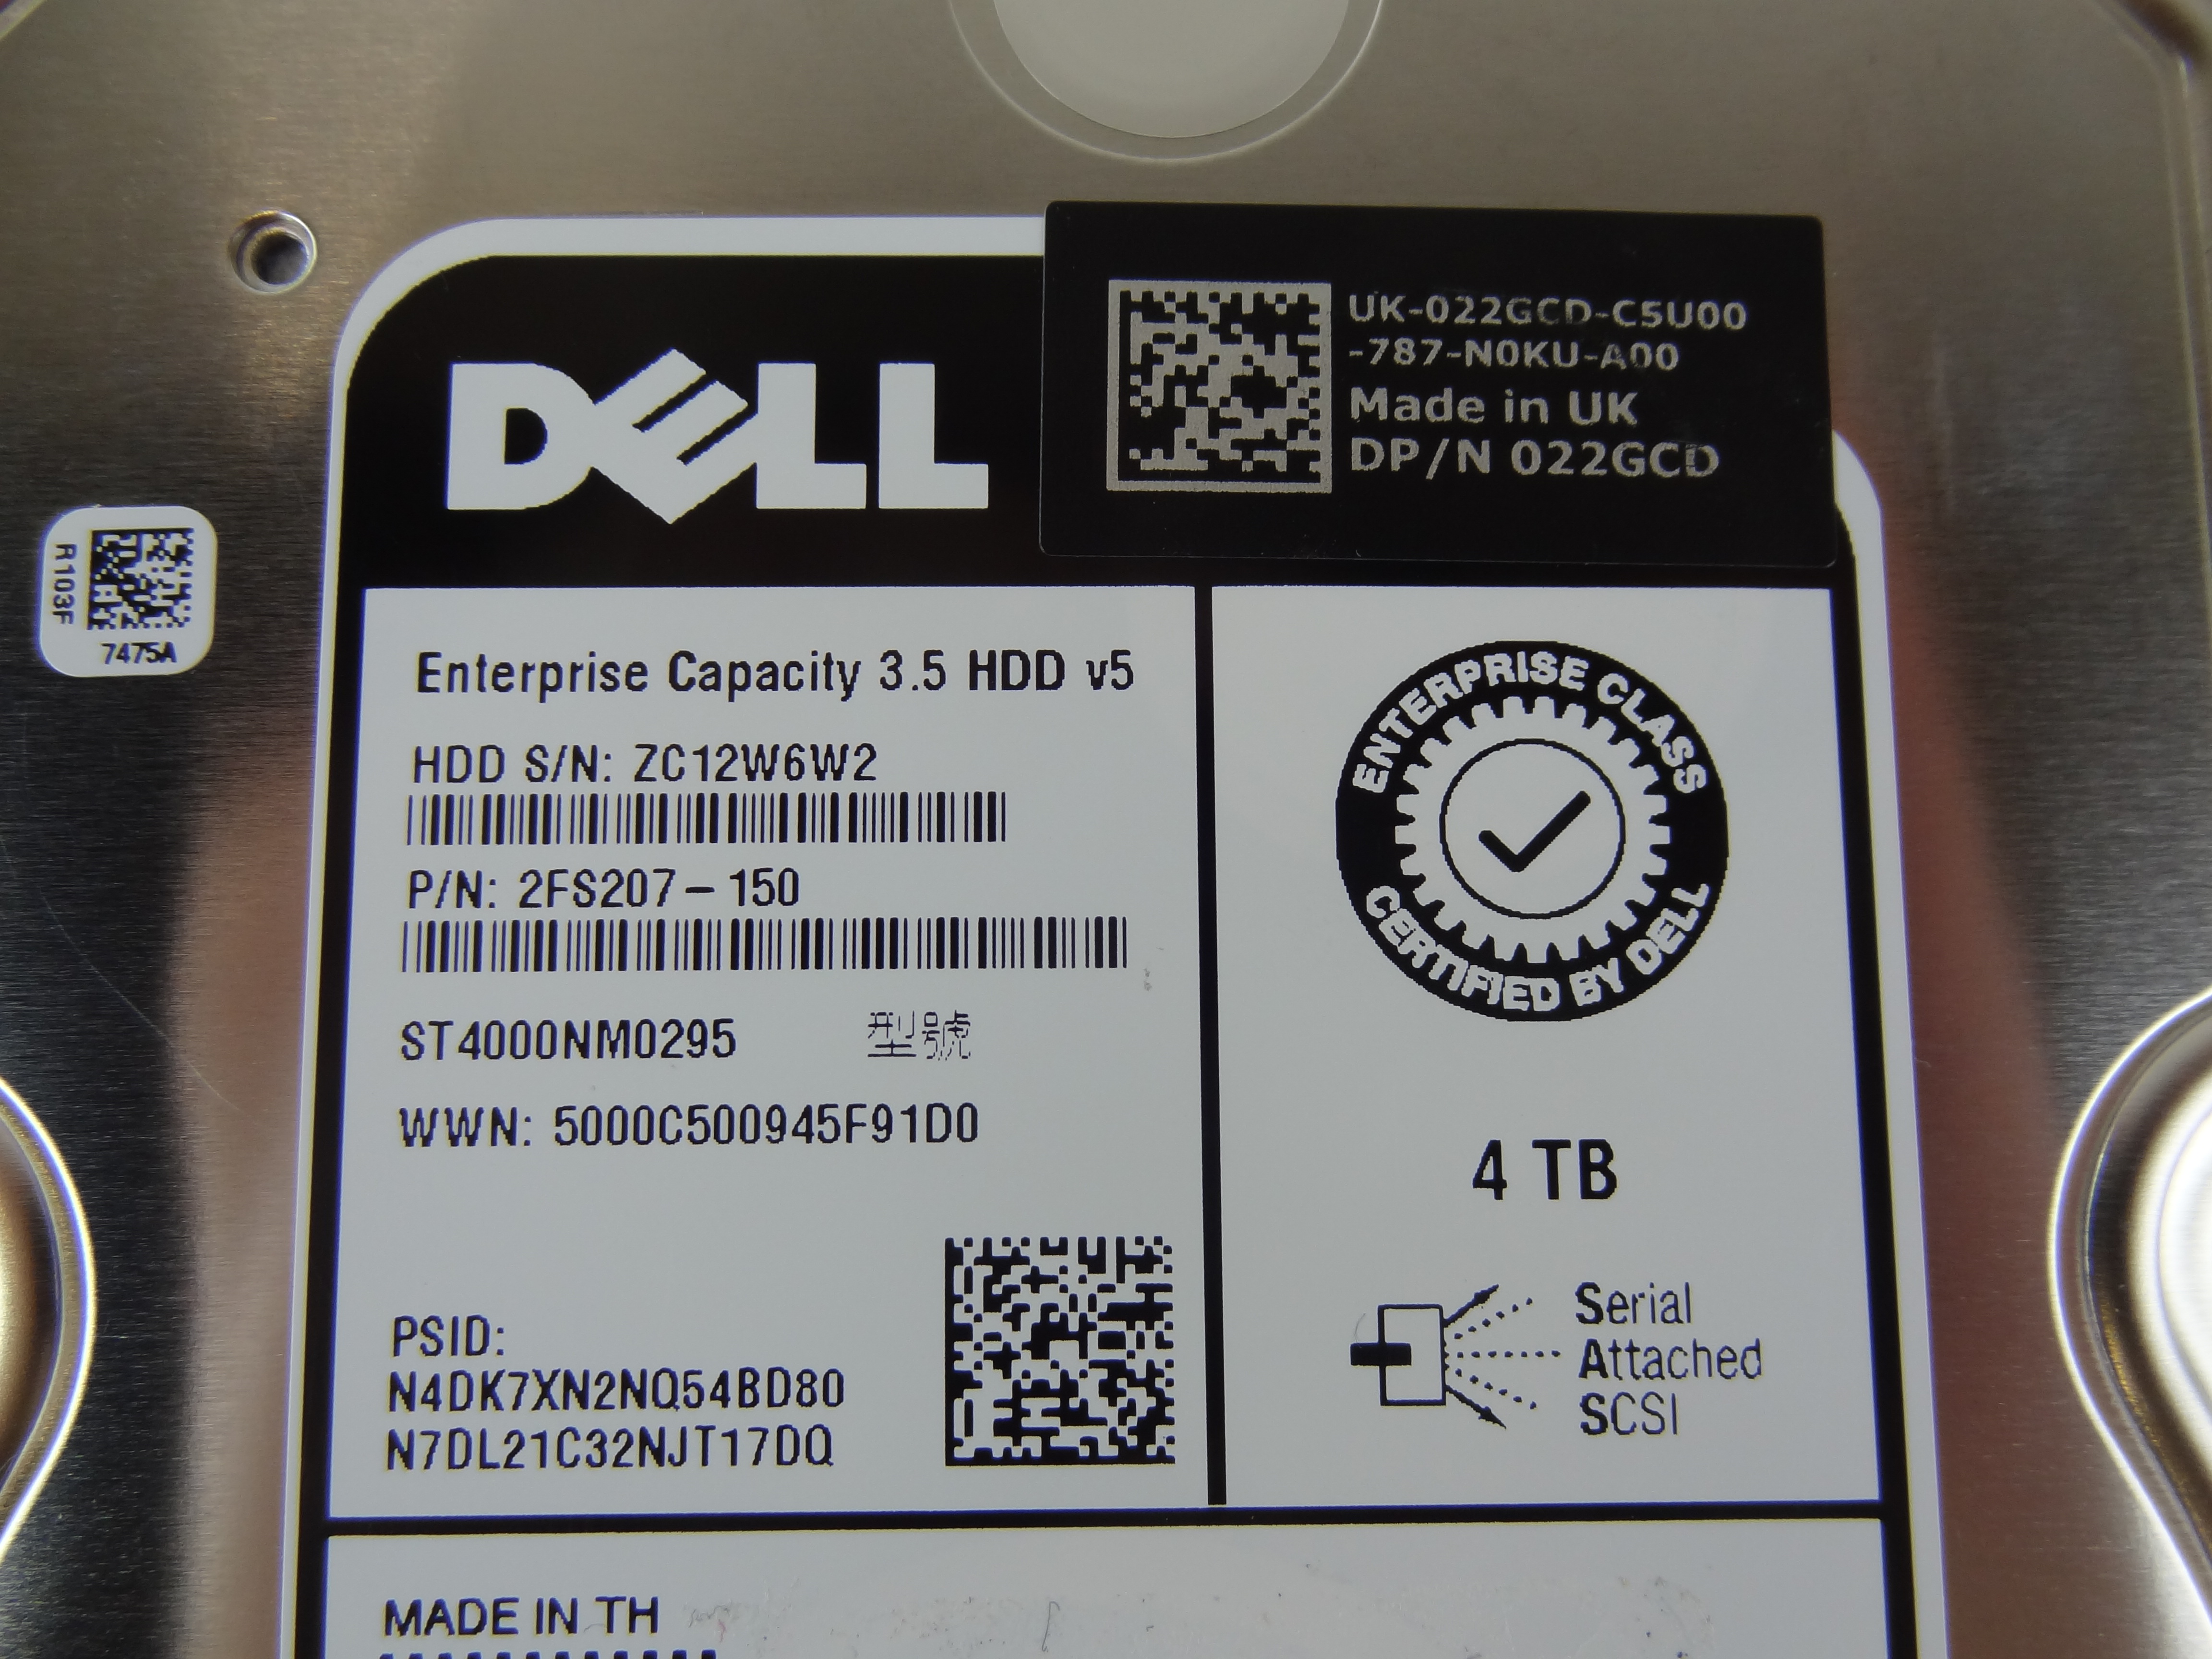 DELL
UK-022GCD-C5U00
-787-N0KU-A00
Made in UK
DP/N 022GCD
R103F
7475A
Enterprise Capacity 3.5 HDD v5
HDD S/N: ZC12W6W2
P/N: 2FS207-150
ST4000NM0295 型號
WWN: 5000C500945F91D0
PSID:
N4DK7XN2NQ54BD80
N7DL21C32NJT17DQ
ENTERPRISE CLASS
CERTIFIED BY DELL
4 TB
Serial
Attached
SCSI
MADE IN TH